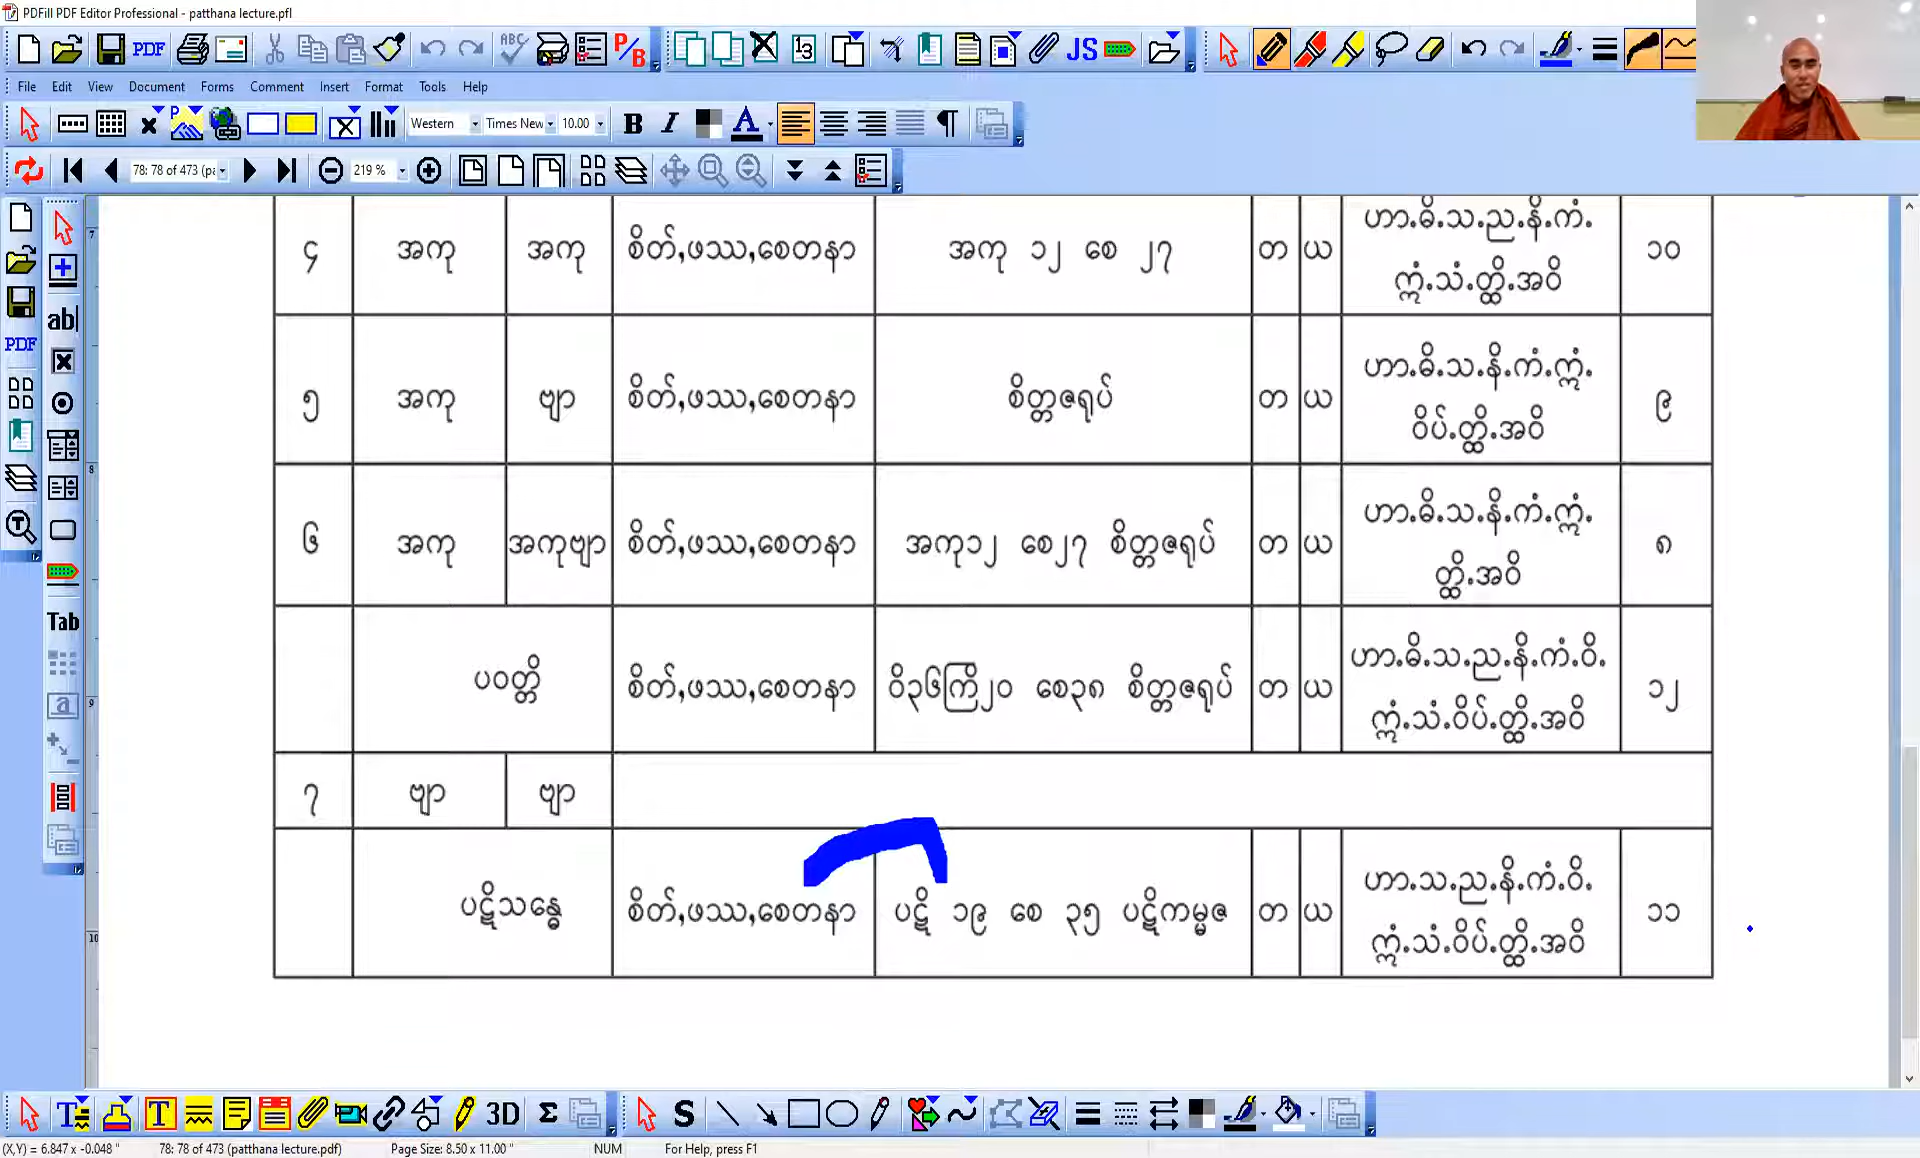 PDFill PDF Editor Professional - patthana lecture.pfl
File Edit View Document Forms Comment Insert Format Tools Help
Western Times New 10.00
78: 78 of 473 (pa 219 %
၄ အကု အကု စိတ်,ဖဿ,စေတနာ အကု ၁၂ စေ ၂၇ တ ယ ဟာ.ဓိ.သ.ည.နိ.ကံ.
ဣံ.သံ.တ္ထိ.အဝိ ၁၀
၅ အကု ဗျာ စိတ်,ဖဿ,စေတနာ စိတ္တဇရုပ် တ ယ ဟာ.ဓိ.သ.နိ.ကံ.ဣံ.
ဝိပ်.တ္ထိ.အဝိ ၉
၆ အကု အကုဗျာ စိတ်,ဖဿ,စေတနာ အကု၁၂ စေ၂၇ စိတ္တဇရုပ် တ ယ ဟာ.ဓိ.သ.နိ.ကံ.ဣံ.
တ္ထိ.အဝိ ၈
ပဝတ္တိ စိတ်,ဖဿ,စေတနာ ဝိ၃၆ကြိ၂၀ စေ၃၈ စိတ္တဇရုပ် တ ယ ဟာ.ဓိ.သ.ည.နိ.ကံ.ဝိ.
ဣံ.သံ.ဝိပ်.တ္ထိ.အဝိ ၁၂
၇ ဗျာ ဗျာ
ပဋိသန္ဓေ စိတ်,ဖဿ,စေတနာ ပဋိ ၁၉ စေ ၃၅ ပဋိကမ္မဇ တ ယ ဟာ.သ.ည.နိ.ကံ.ဝိ.
ဣံ.သံ.ဝိပ်.တ္ထိ.အဝိ ၁၁
(X,Y) = 6.847 x -0.048 " 78: 78 of 473 (patthana lecture.pdf) Page Size: 8.50 x 11.00 " NUM For Help, press F1